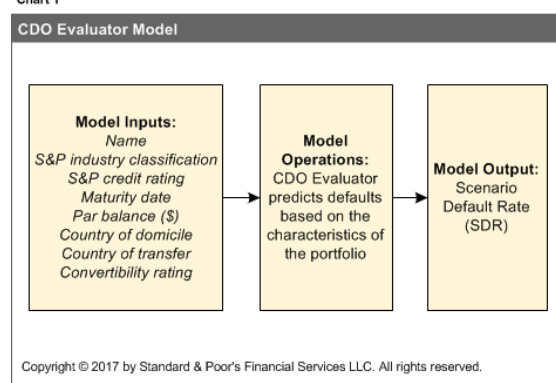 Chart 1
CDO Evaluator Model
Model Inputs:
Name
S&P industry classification
S&P credit rating
Maturity date
Par balance ($)
Country of domicile
Country of transfer
Convertibility rating
Model
Operations:
CDO Evaluator
predicts defaults
based on the
characteristics of
the portfolio
Model Output:
Scenario
Default Rate
(SDR)
Copyright © 2017 by Standard & Poor's Financial Services LLC. All rights reserved.